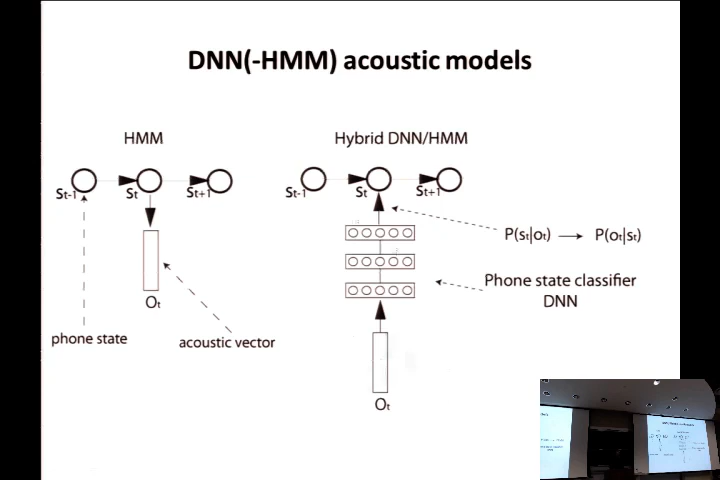 DNN(-HMM) acoustic models
HMM
Hybrid DNN/HMM
St-1
St
St+1
St-1
St
St+1
P(st|ot) → P(ot|st)
Phone state classifier
DNN
Ot
phone state
acoustic vector
Ot